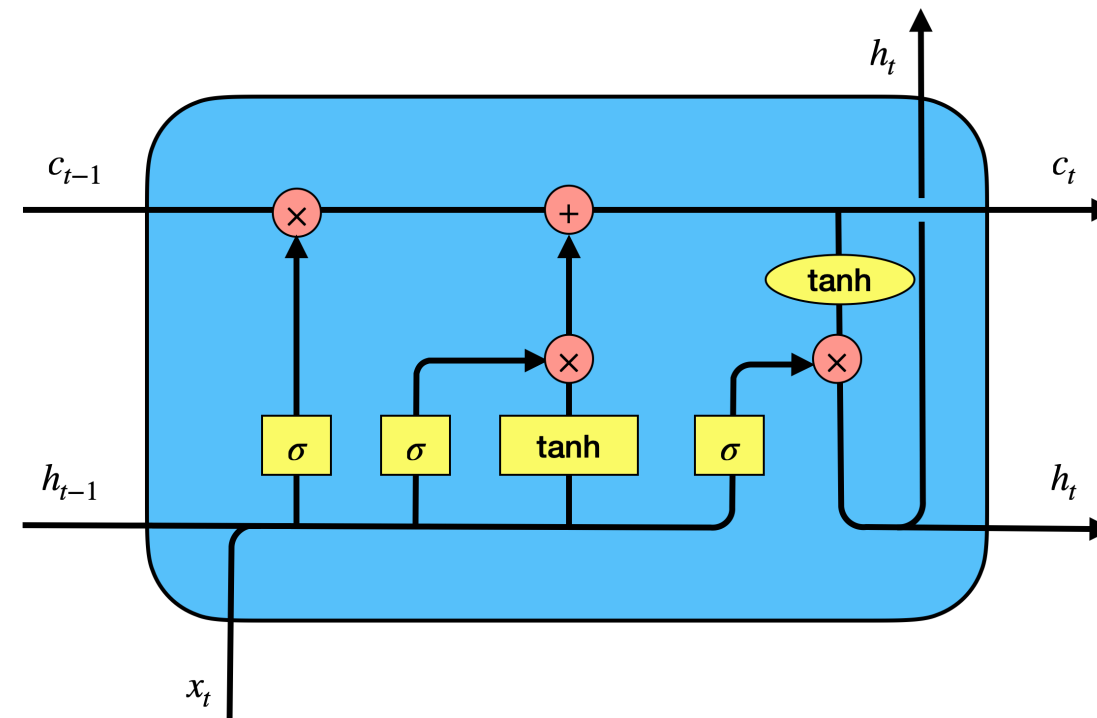 h_t
c_{t−1}
c_t
× +
tanh
× ×
σ σ tanh σ
h_{t−1}
h_t
x_t